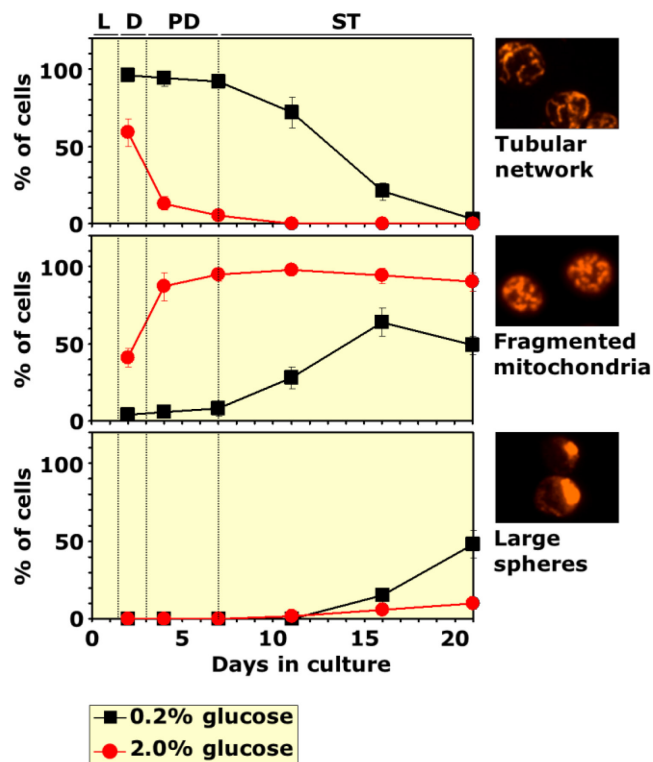 L D PD ST
100
50
0
% of cells
Tubular
network
100
50
0
% of cells
Fragmented
mitochondria
100
50
0
% of cells
Large
spheres
0 5 10 15 20
Days in culture
0.2% glucose
2.0% glucose